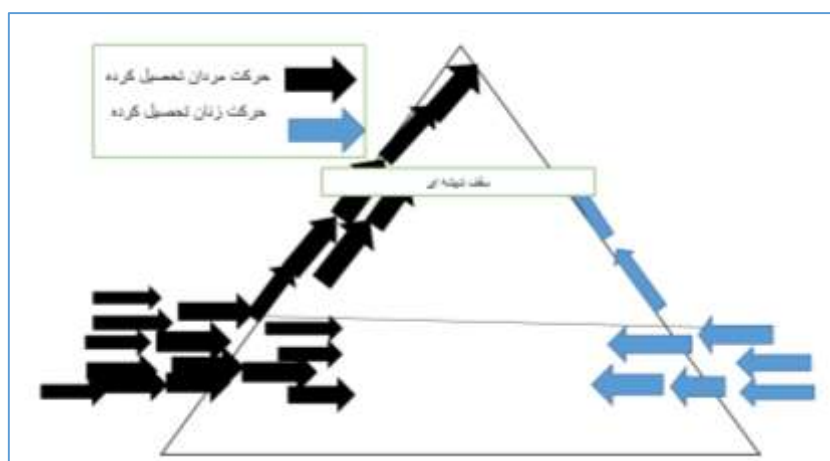 حرکت مردان تحصیل کرده
حرکت زنان تحصیل کرده
سقف شیشه ای